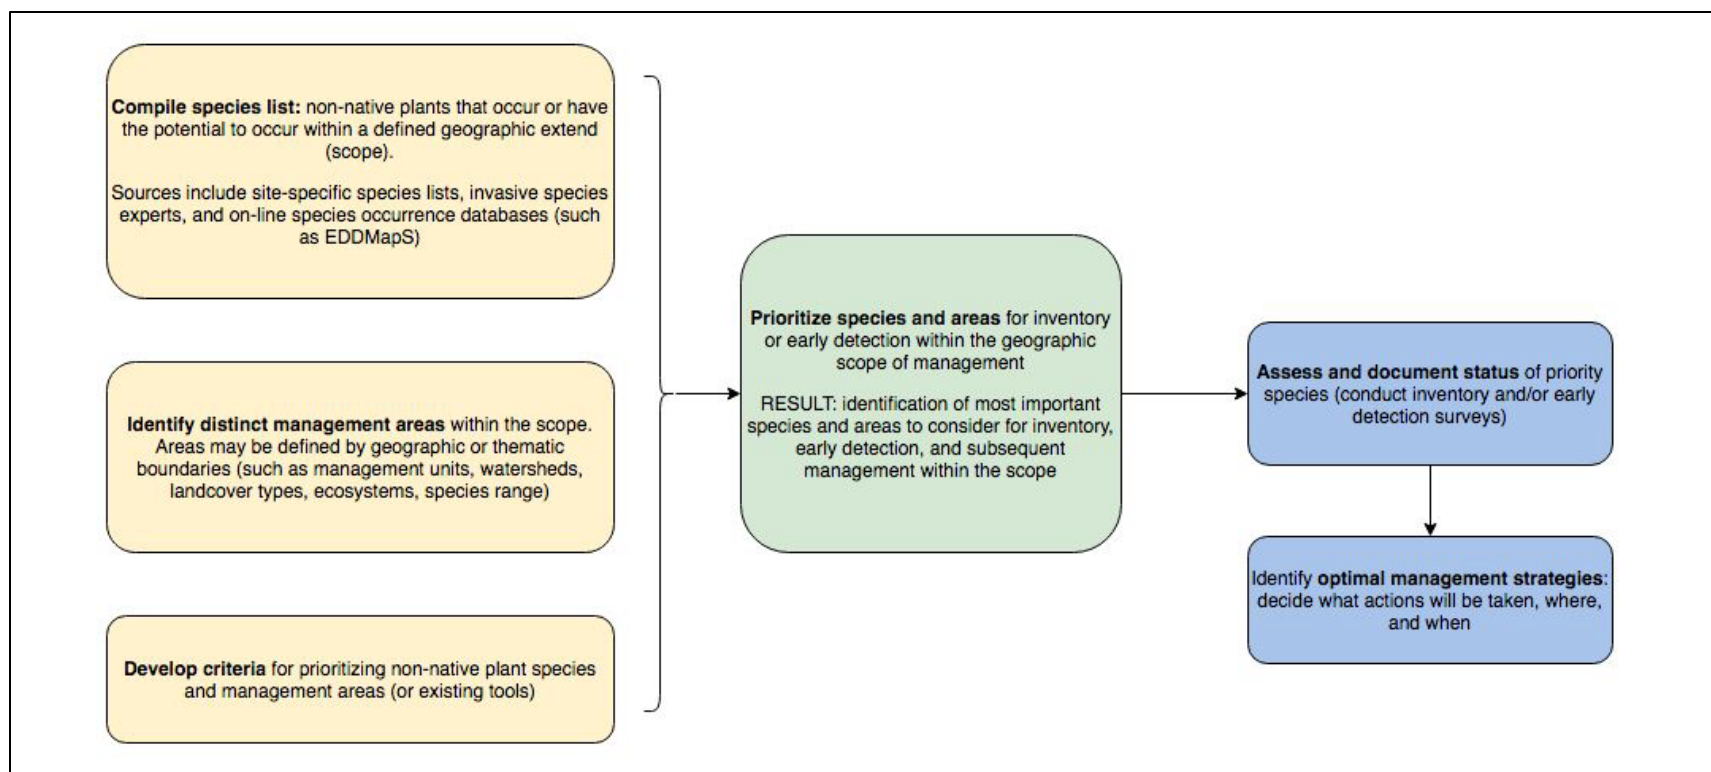 Compile species list: non-native plants that occur or have
the potential to occur within a defined geographic extend
(scope).
Sources include site-specific species lists, invasive species
experts, and on-line species occurrence databases (such
as EDDMapS)
Identify distinct management areas within the scope.
Areas may be defined by geographic or thematic
boundaries (such as management units, watersheds,
landcover types, ecosystems, species range)
Develop criteria for prioritizing non-native plant species
and management areas (or existing tools)
Prioritize species and areas for inventory
or early detection within the geographic
scope of management
RESULT: identification of most important
species and areas to consider for inventory,
early detection, and subsequent
management within the scope
Assess and document status of priority
species (conduct inventory and/or early
detection surveys)
Identify optimal management strategies:
decide what actions will be taken, where,
and when